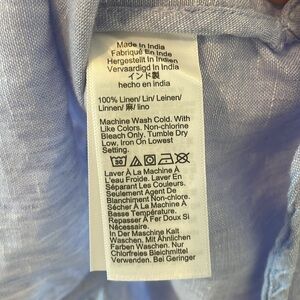 Made In India
Fabriqué En Inde
Hergestellt In Indien
Vervaardigd In India
インド製
hecho en indio
100% Linen/ Lin/ Leinen/
Linnen/ 麻/ lino
Machine Wash Cold. With
Like Colors. Non-chlorine
Bleach Only. Tumble Dry
Low, Iron On Lowest
Setting.
30
Laver À La Machine À
L'eau Froide. Laver En
Séparant Les Couleurs.
Seulement Agent De
Blanchiment Non-chloric.
Sécher À La Machine À
Basse Température.
Repasser À Fer Doux Si
Nécessaire.
In Der Maschine Kalt
Waschen, Mit Ähnlichen
Farben Waschen, Nur
Chlorfreies Bleichmittel
Verwenden. Bei Geringer